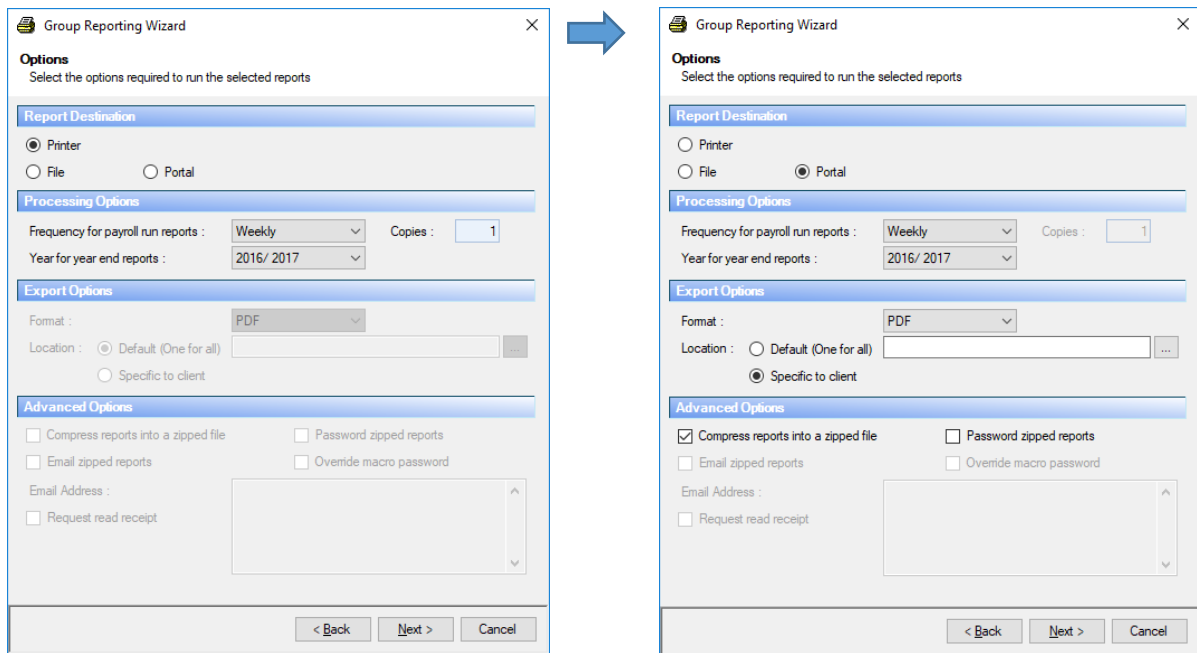 Group Reporting Wizard
Options
Select the options required to run the selected reports
Report Destination
Printer
File Portal
Processing Options
Frequency for payroll run reports : Weekly Copies : 1
Year for year end reports : 2016/ 2017
Export Options
Format : PDF
Location : Default (One for all) ...
Specific to client
Advanced Options
Compress reports into a zipped file Password zipped reports
Email zipped reports Override macro password
Email Address :
Request read receipt
< Back Next > Cancel
Group Reporting Wizard
Options
Select the options required to run the selected reports
Report Destination
Printer
File Portal
Processing Options
Frequency for payroll run reports : Weekly Copies : 1
Year for year end reports : 2016/ 2017
Export Options
Format : PDF
Location : Default (One for all) ...
Specific to client
Advanced Options
Compress reports into a zipped file Password zipped reports
Email zipped reports Override macro password
Email Address :
Request read receipt
< Back Next > Cancel